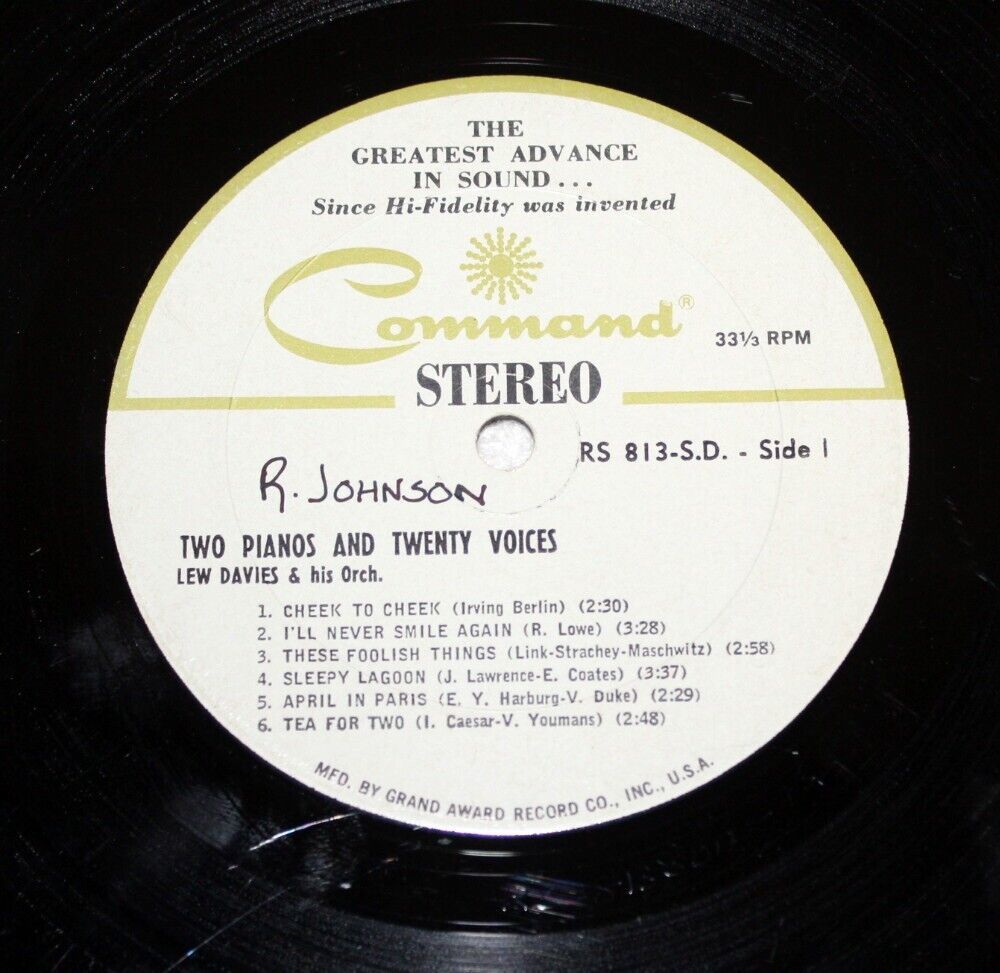 THE
GREATEST ADVANCE
IN SOUND...
Since Hi-Fidelity was invented
Command®
33⅓ RPM
STEREO
RS 813-S.D. - Side 1
R. JOHNSON
TWO PIANOS AND TWENTY VOICES
LEW DAVIES & his Orch.
1. CHEEK TO CHEEK (Irving Berlin) (2:30)
2. I'LL NEVER SMILE AGAIN (R. Lowe) (3:28)
3. THESE FOOLISH THINGS (Link-Strachey-Maschwitz) (2:58)
4. SLEEPY LAGOON (J. Lawrence-E. Coates) (3:37)
5. APRIL IN PARIS (E. Y. Harburg-V. Duke) (2:29)
6. TEA FOR TWO (I. Caesar-V. Youmans) (2:48)
MFD. BY GRAND AWARD RECORD CO., INC., U.S.A.